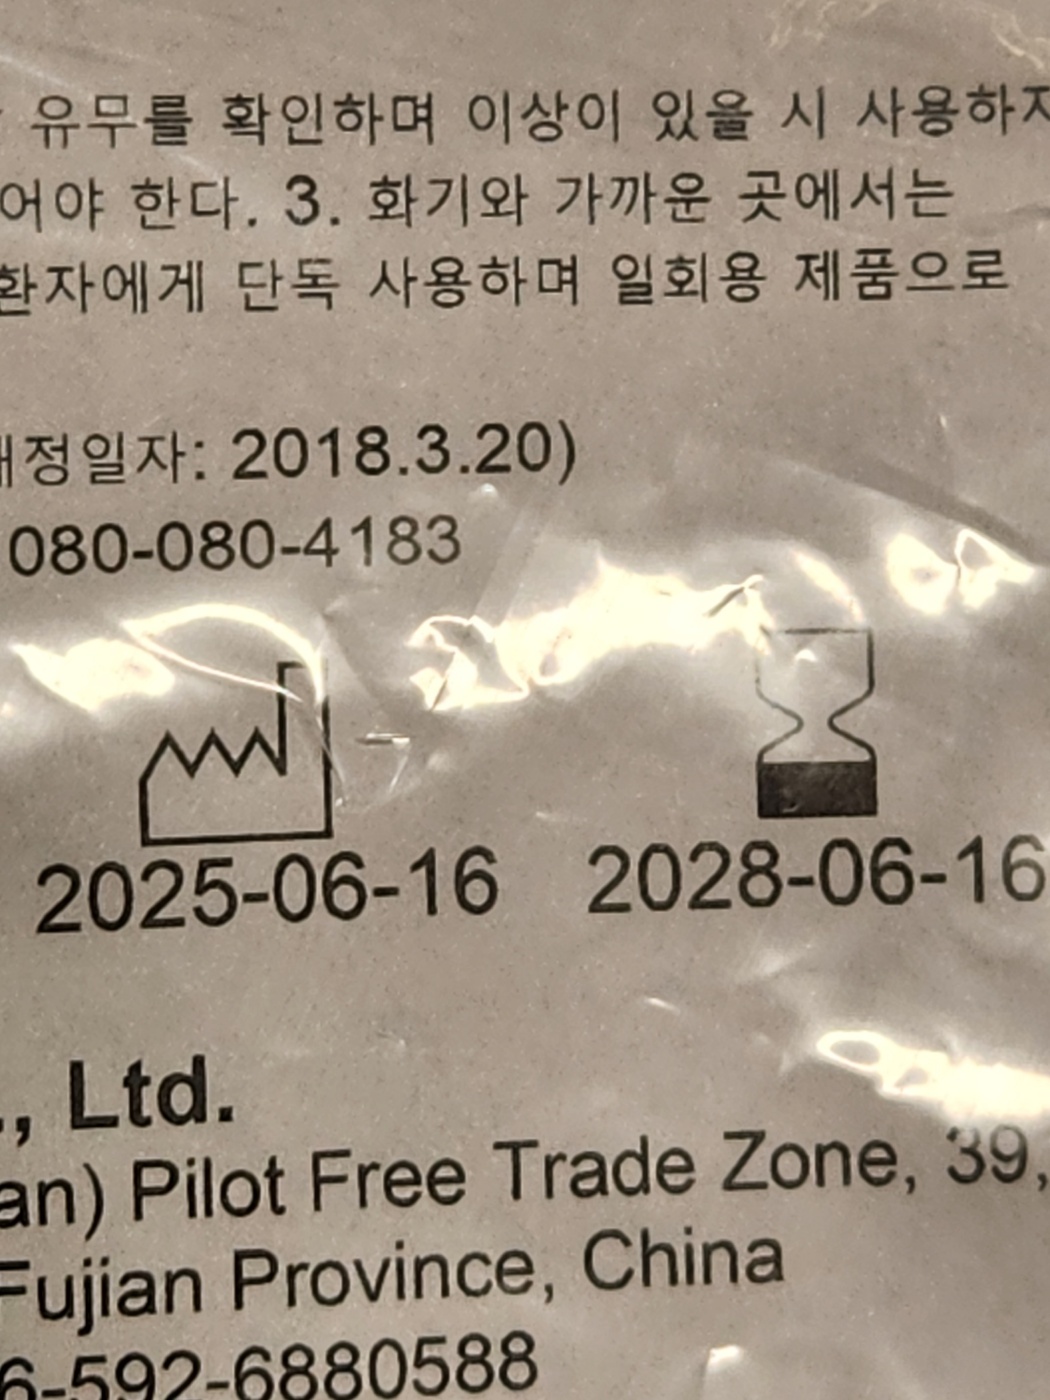 유무를 확인하며 이상이 있을 시 사용하지
어야 한다. 3. 화기와 가까운 곳에서는
환자에게 단독 사용하며 일회용 제품으로
정일자: 2018.3.20)
080-080-4183
2025-06-16 2028-06-16
., Ltd.
an) Pilot Free Trade Zone, 39,
Fujian Province, China
6-592-6880588